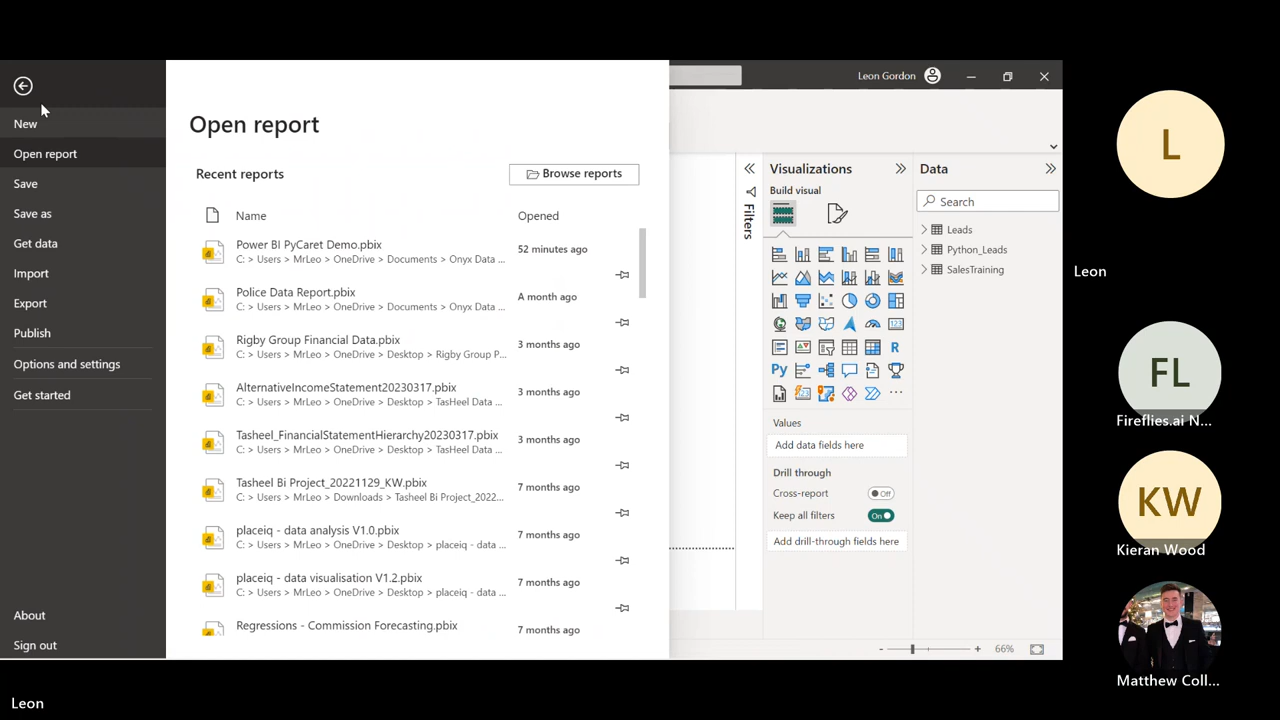 New
Open report
Save
Save as
Get data
Import
Export
Publish
Options and settings
Get started
About
Sign out
Open report
Recent reports
Browse reports
Name Opened
Power BI PyCaret Demo.pbix
C: > Users > MrLeo > OneDrive > Documents > Onyx Data ...
52 minutes ago
Police Data Report.pbix
C: > Users > MrLeo > OneDrive > Documents > Onyx Data ...
A month ago
Rigby Group Financial Data.pbix
C: > Users > MrLeo > OneDrive > Desktop > Rigby Group P...
3 months ago
AlternativeIncomeStatement20230317.pbix
C: > Users > MrLeo > OneDrive > Desktop > TasHeel Data ...
3 months ago
Tasheel_FinancialStatementHierarchy20230317.pbix
C: > Users > MrLeo > OneDrive > Desktop > TasHeel Data ...
3 months ago
Tasheel Bi Project_20221129_KW.pbix
C: > Users > MrLeo > Downloads > Tasheel Bi Project_2022...
7 months ago
placeiq - data analysis V1.0.pbix
C: > Users > MrLeo > OneDrive > Desktop > placeiq - data ...
7 months ago
placeiq - data visualisation V1.2.pbix
C: > Users > MrLeo > OneDrive > Desktop > placeiq - data ...
7 months ago
Regressions - Commission Forecasting.pbix
7 months ago
Leon Gordon
Filters
Visualizations
Build visual
123
R
Py
Values
Add data fields here
Drill through
Cross-report
Off
Keep all filters
On
Add drill-through fields here
Data
Search
Leads
Python_Leads
SalesTraining
- + 66%
L
Leon
FL
Fireflies.ai N...
KW
Kieran Wood
Matthew Coll...
Leon